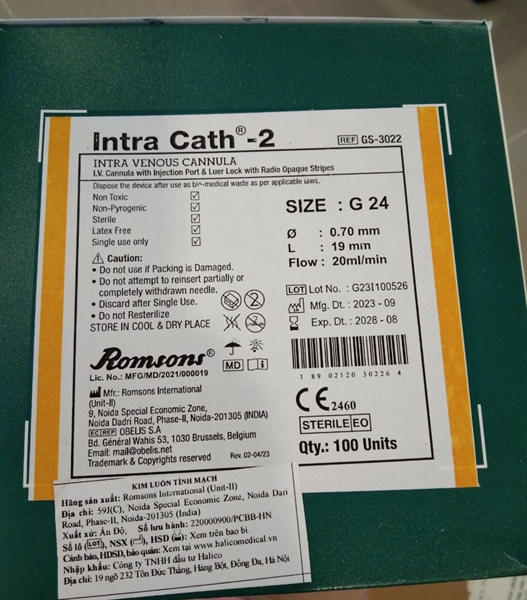 Intra Cath®-2
REF GS-3022
INTRA VENOUS CANNULA
I.V. Cannula with Injection Port & Luer Lock with Radio Opaque Stripes
Dispose the device after use as bio-medical waste as per applicable laws.
Non Toxic ☑
Non-Pyrogenic ☑
Sterile ☑
Latex Free ☑
Single use only ☑
SIZE : G 24
Ø : 0.70 mm
L : 19 mm
Flow : 20ml/min
⚠ Caution:
• Do not use if Packing is Damaged.
• Do not attempt to reinsert partially or
completely withdrawn needle.
• Discard after Single Use.
• Do not Resterilize
STORE IN COOL & DRY PLACE
LOT Lot No. : G23I100526
Mfg. Dt. : 2023 - 09
Exp. Dt. : 2028 - 08
Romsons®
Lic. No.: MFG/MD/2021/000019
MD
1 89 02120 30226 4
Mfr.: Romsons International
(Unit-II)
9, Noida Special Economic Zone,
Noida Dadri Road, Phase-II, Noida-201305 (INDIA)
EC REP OBELIS S.A
Bd. Général Wahis 53, 1030 Brussels, Belgium
Email: mail@obelis.net
Trademark & Copyrights reserved
Rev. 02-04/23
CE 2460
STERILE EO
Qty.: 100 Units
KIM LUỒN TĨNH MẠCH
Hãng sản xuất: Romsons International (Unit-II)
Địa chỉ: 59J(C), Noida Special Economic Zone, Noida Dari
Road, Phase-II, Noida-201305 (India)
Xuất xứ: Ấn Độ; Số lưu hành: 220000900/PCBB-HN
Số lô (LOT), NSX, HSD: Xem trên bao bì
Cảnh báo, HDSD, bảo quản: Xem tại www.halicomedical.vn
Nhập khẩu: Công ty TNHH đầu tư Halico
Địa chỉ: 19 ngõ 232 Tôn Đức Thắng, Hàng Bột, Đống Đa, Hà Nội